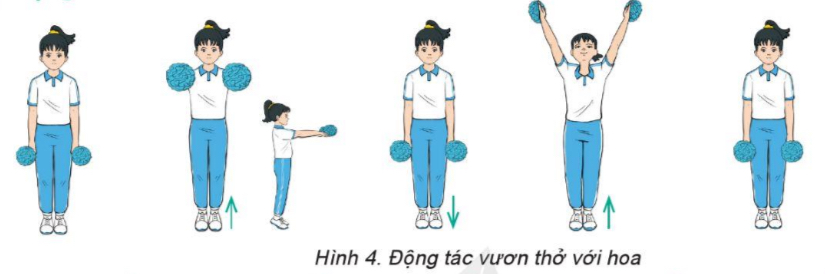 Hình 4. Động tác vươn thở với hoa